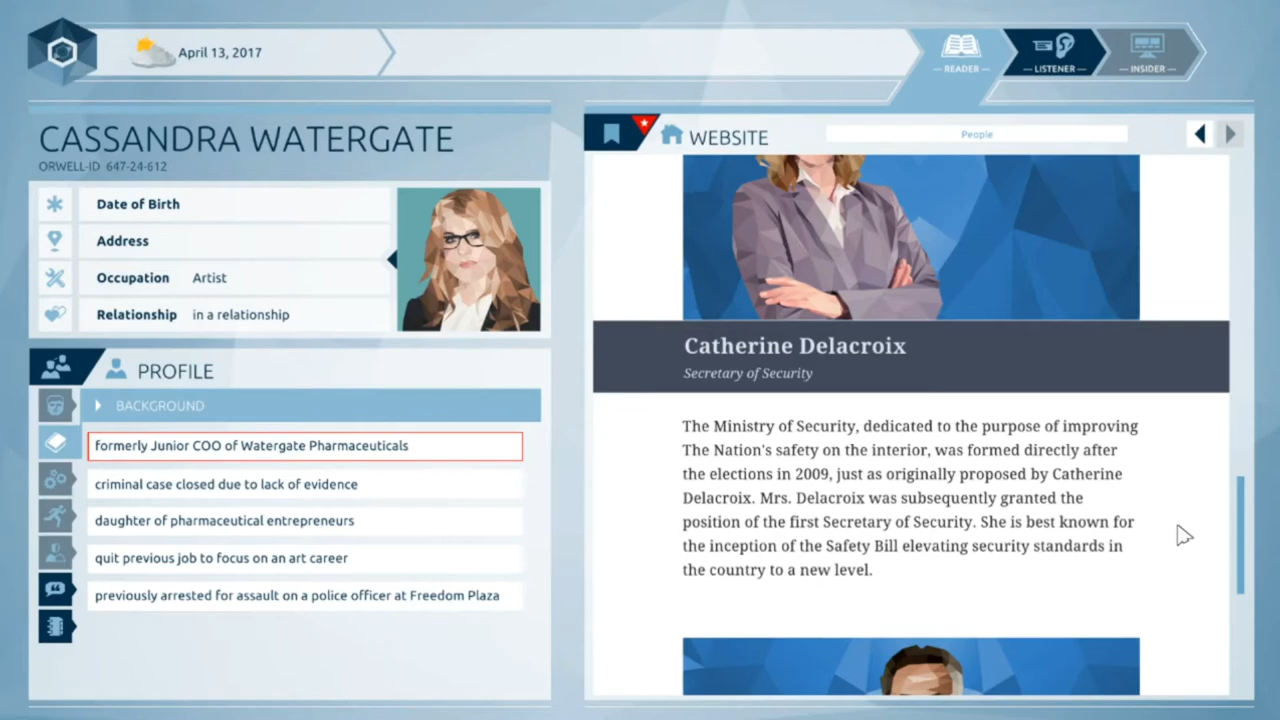 April 13, 2017
— READER —
— LISTENER —
— INSIDER —
CASSANDRA WATERGATE
ORWELL-ID 647-24-612
Date of Birth
Address
Occupation Artist
Relationship in a relationship
PROFILE
BACKGROUND
formerly Junior COO of Watergate Pharmaceuticals
criminal case closed due to lack of evidence
daughter of pharmaceutical entrepreneurs
quit previous job to focus on an art career
previously arrested for assault on a police officer at Freedom Plaza
WEBSITE
People
Catherine Delacroix
Secretary of Security
The Ministry of Security, dedicated to the purpose of improving
The Nation's safety on the interior, was formed directly after
the elections in 2009, just as originally proposed by Catherine
Delacroix. Mrs. Delacroix was subsequently granted the
position of the first Secretary of Security. She is best known for
the inception of the Safety Bill elevating security standards in
the country to a new level.